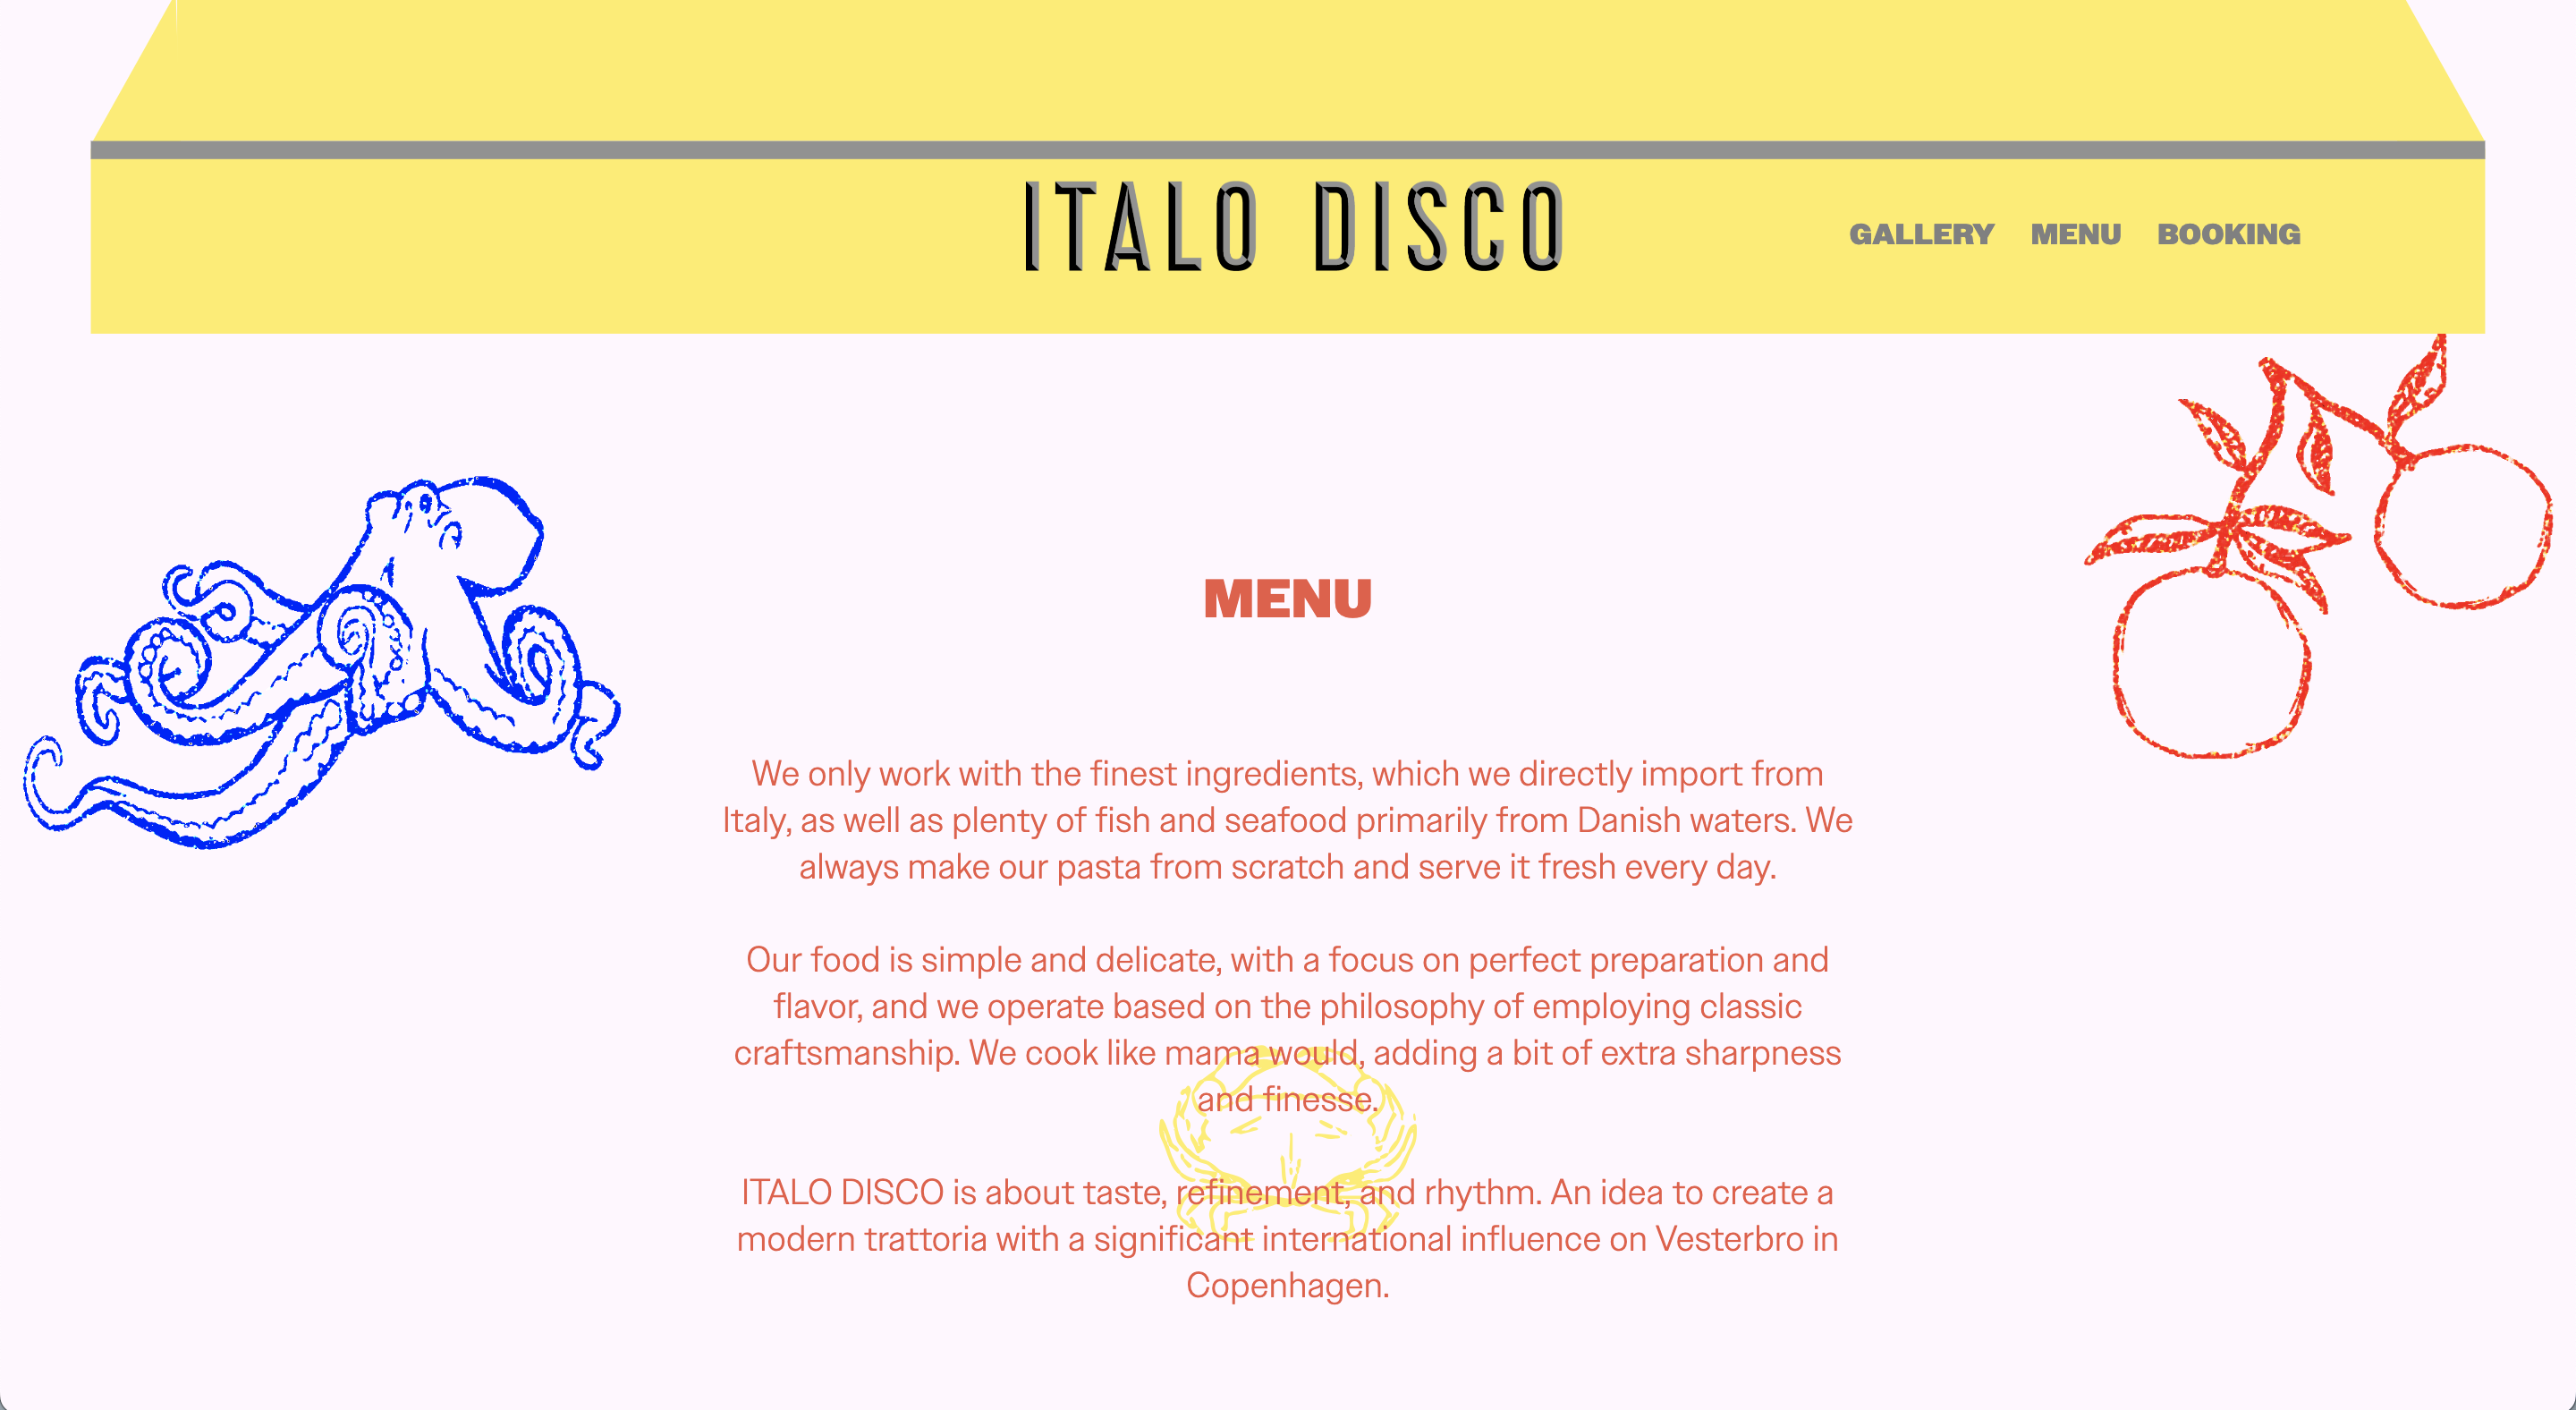 ITALO DISCO
GALLERY MENU BOOKING
MENU
We only work with the finest ingredients, which we directly import from
Italy, as well as plenty of fish and seafood primarily from Danish waters. We
always make our pasta from scratch and serve it fresh every day.
Our food is simple and delicate, with a focus on perfect preparation and
flavor, and we operate based on the philosophy of employing classic
craftsmanship. We cook like mama would, adding a bit of extra sharpness
and finesse.
ITALO DISCO is about taste, refinement, and rhythm. An idea to create a
modern trattoria with a significant international influence on Vesterbro in
Copenhagen.